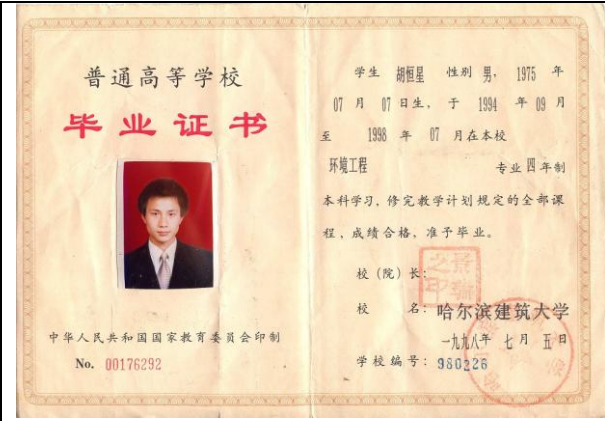 普通高等学校
毕业证书
中华人民共和国国家教育委员会印制
No. 00176292
学生 胡恒星 性别 男, 1975 年
07 月 07 日生, 于 1994 年 09 月
至 1998 年 07 月在本校
环境工程 专业 四 年制
本科学习、修完教学计划规定的全部课
程,成绩合格,准予毕业。
校(院)长:
校 名: 哈尔滨建筑大学
一九九八年 七 月 五 日
学校编号: 980226